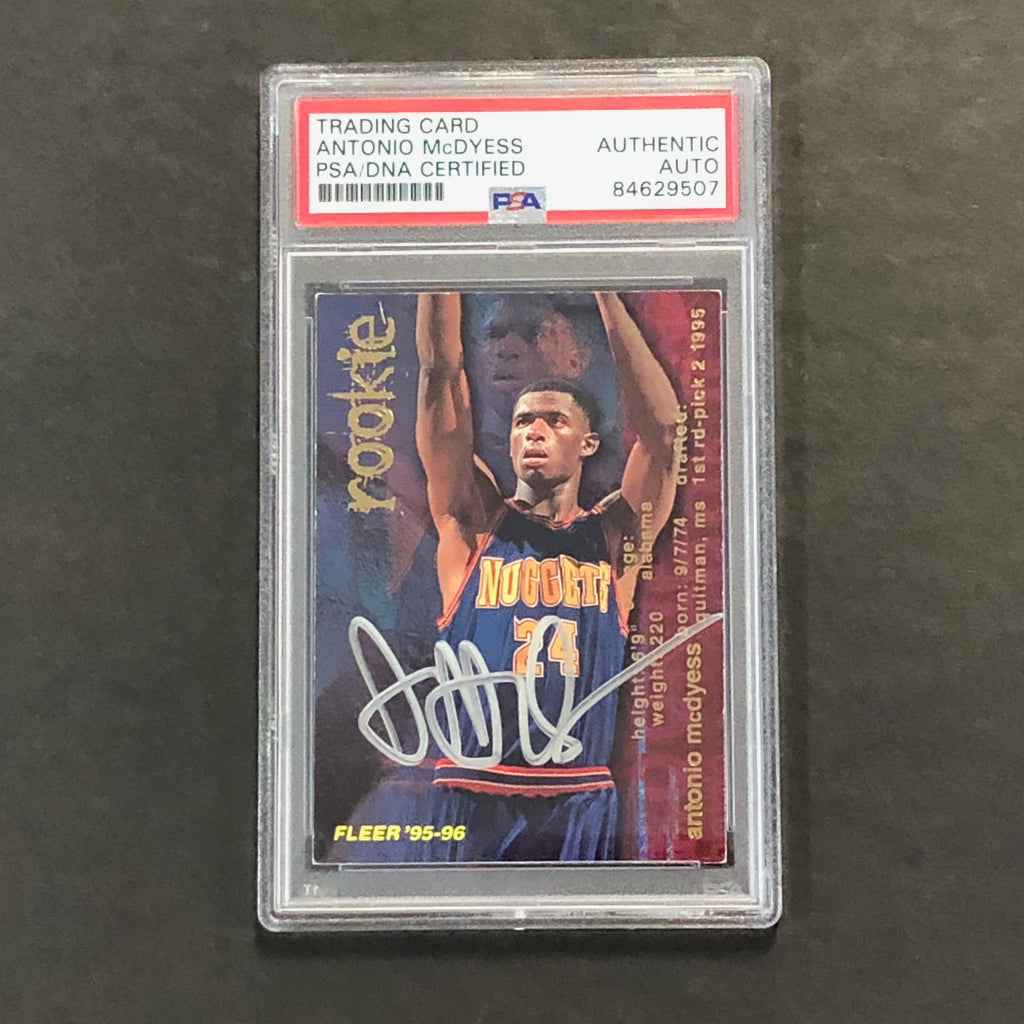 TRADING CARD
ANTONIO McDYESS
PSA/DNA CERTIFIED
AUTHENTIC
AUTO
84629507
PSA
rookie
NUGGETS
24
height: 6'9"
age:
weight: 220
alabama
born: 9/7/74
drafted:
antonio mcdyess
quitman, ms
1st rd-pick 2 1995
FLEER '95-96